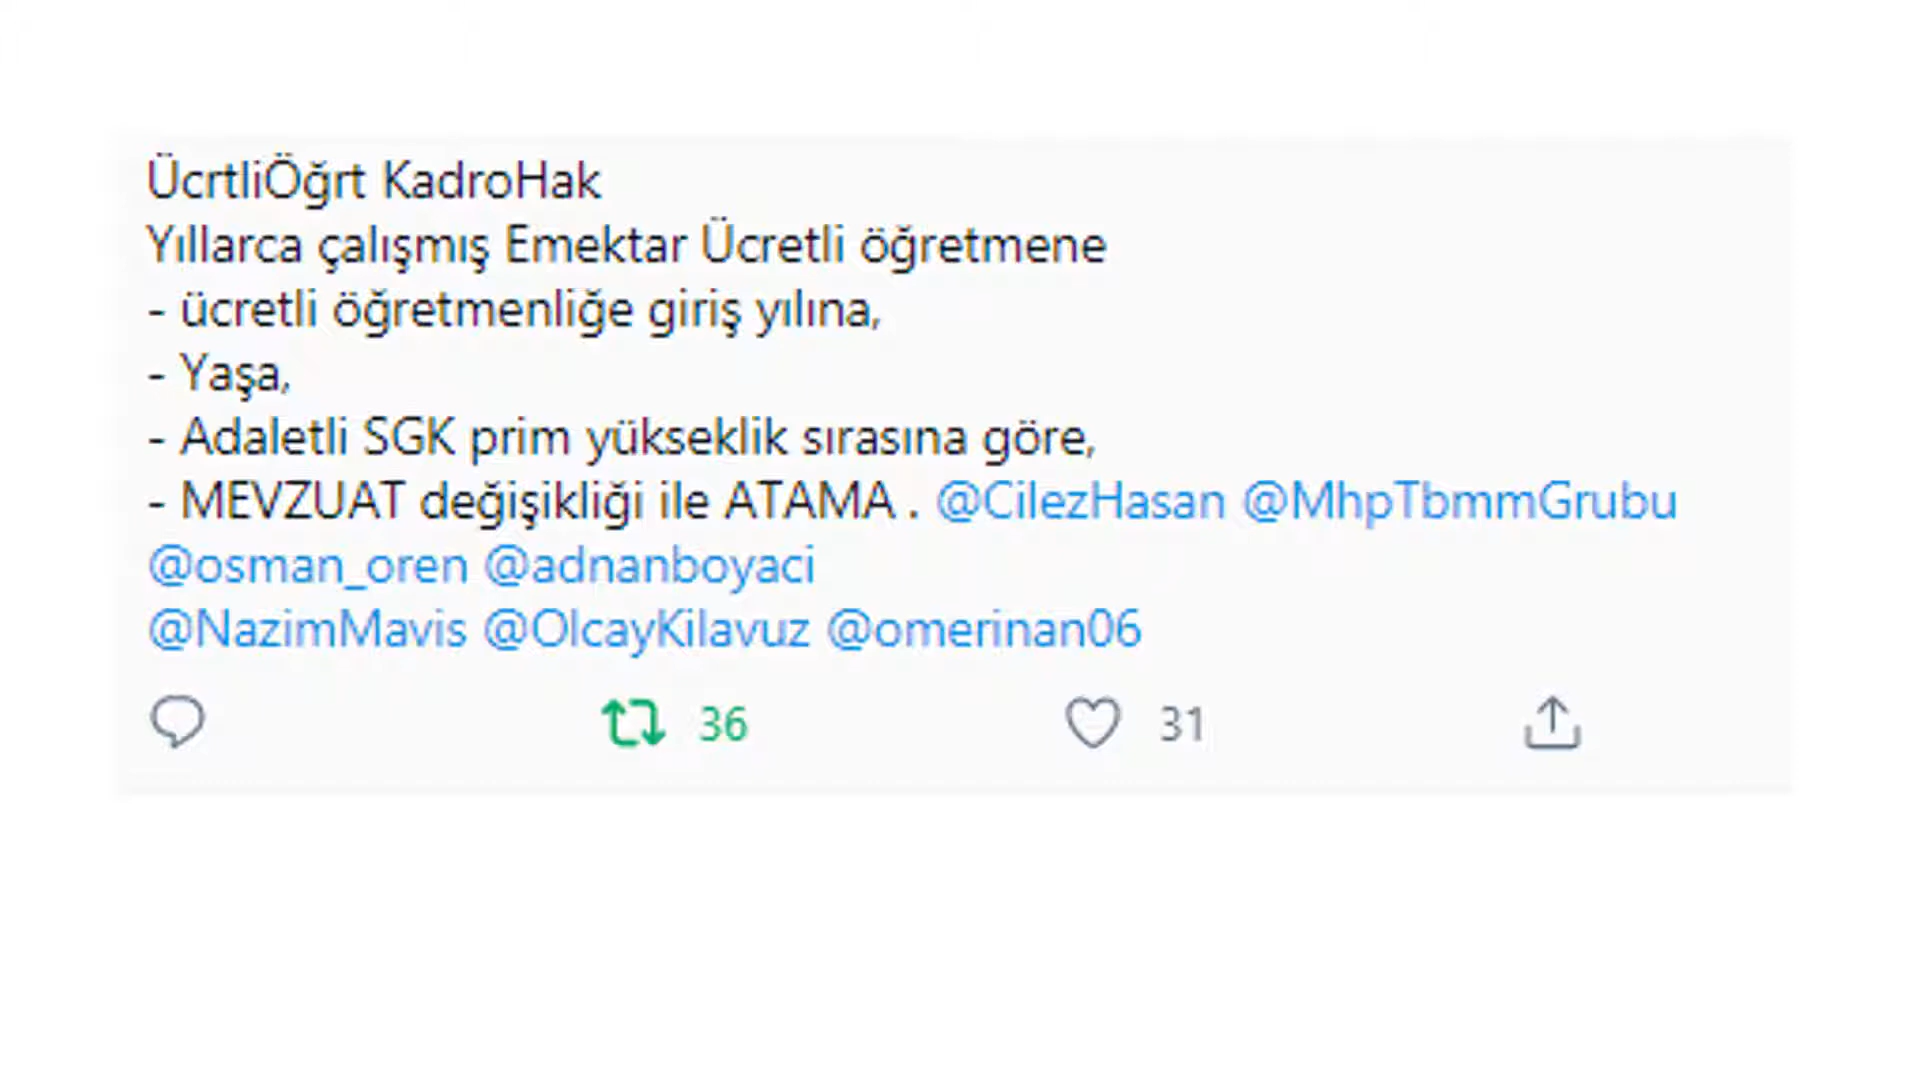 ÜcrtliÖğrt KadroHak
Yıllarca çalışmış Emektar Ücretli öğretmene
- ücretli öğretmenliğe giriş yılına,
- Yaşa,
- Adaletli SGK prim yükseklik sırasına göre,
- MEVZUAT değişikliği ile ATAMA . @CilezHasan @MhpTbmmGrubu
@osman_oren @adnanboyaci
@NazimMavis @OlcayKilavuz @omerinan06
36 31